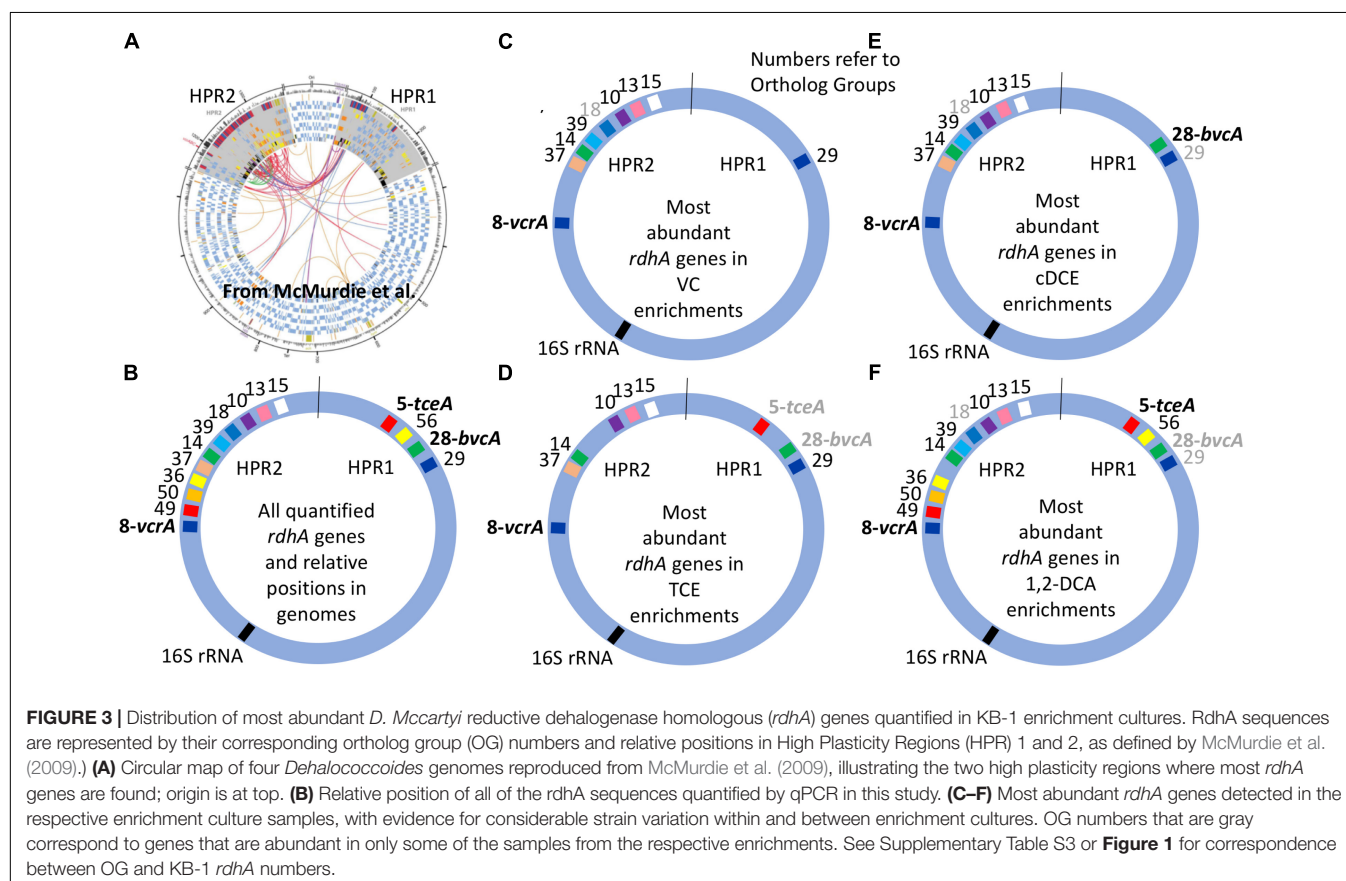 A
HPR2
HPR1
HPR2
HPR1
From McMurdie et al.
B
15
13
10
18
39
14
37
36
50
49
8-vcrA
5-tceA
56
28-bvcA
29
HPR2
HPR1
All quantified
rdhA genes
and relative
positions in
genomes
16S rRNA
C
Numbers refer to
Ortholog Groups
15
13
10
18
39
14
37
8-vcrA
29
HPR2
HPR1
Most
abundant
rdhA genes in
VC
enrichments
16S rRNA
D
15
13
10
14
37
8-vcrA
5-tceA
28-bvcA
29
HPR2
HPR1
Most
abundant
rdhA genes in
TCE
enrichments
16S rRNA
E
15
13
10
18
39
14
37
8-vcrA
28-bvcA
29
HPR2
HPR1
Most
abundant
rdhA genes in
cDCE
enrichments
16S rRNA
F
15
13
10
18
39
14
36
50
49
8-vcrA
5-tceA
56
28-bvcA
29
HPR2
HPR1
Most
abundant
rdhA genes in
1,2-DCA
enrichments
16S rRNA
FIGURE 3 | Distribution of most abundant D. Mccartyi reductive dehalogenase homologous (rdhA) genes quantified in KB-1 enrichment cultures. RdhA sequences
are represented by their corresponding ortholog group (OG) numbers and relative positions in High Plasticity Regions (HPR) 1 and 2, as defined by McMurdie et al.
(2009).) (A) Circular map of four Dehalococcoides genomes reproduced from McMurdie et al. (2009), illustrating the two high plasticity regions where most rdhA
genes are found; origin is at top. (B) Relative position of all of the rdhA sequences quantified by qPCR in this study. (C–F) Most abundant rdhA genes detected in the
respective enrichment culture samples, with evidence for considerable strain variation within and between enrichment cultures. OG numbers that are gray
correspond to genes that are abundant in only some of the samples from the respective enrichments. See Supplementary Table S3 or Figure 1 for correspondence
between OG and KB-1 rdhA numbers.